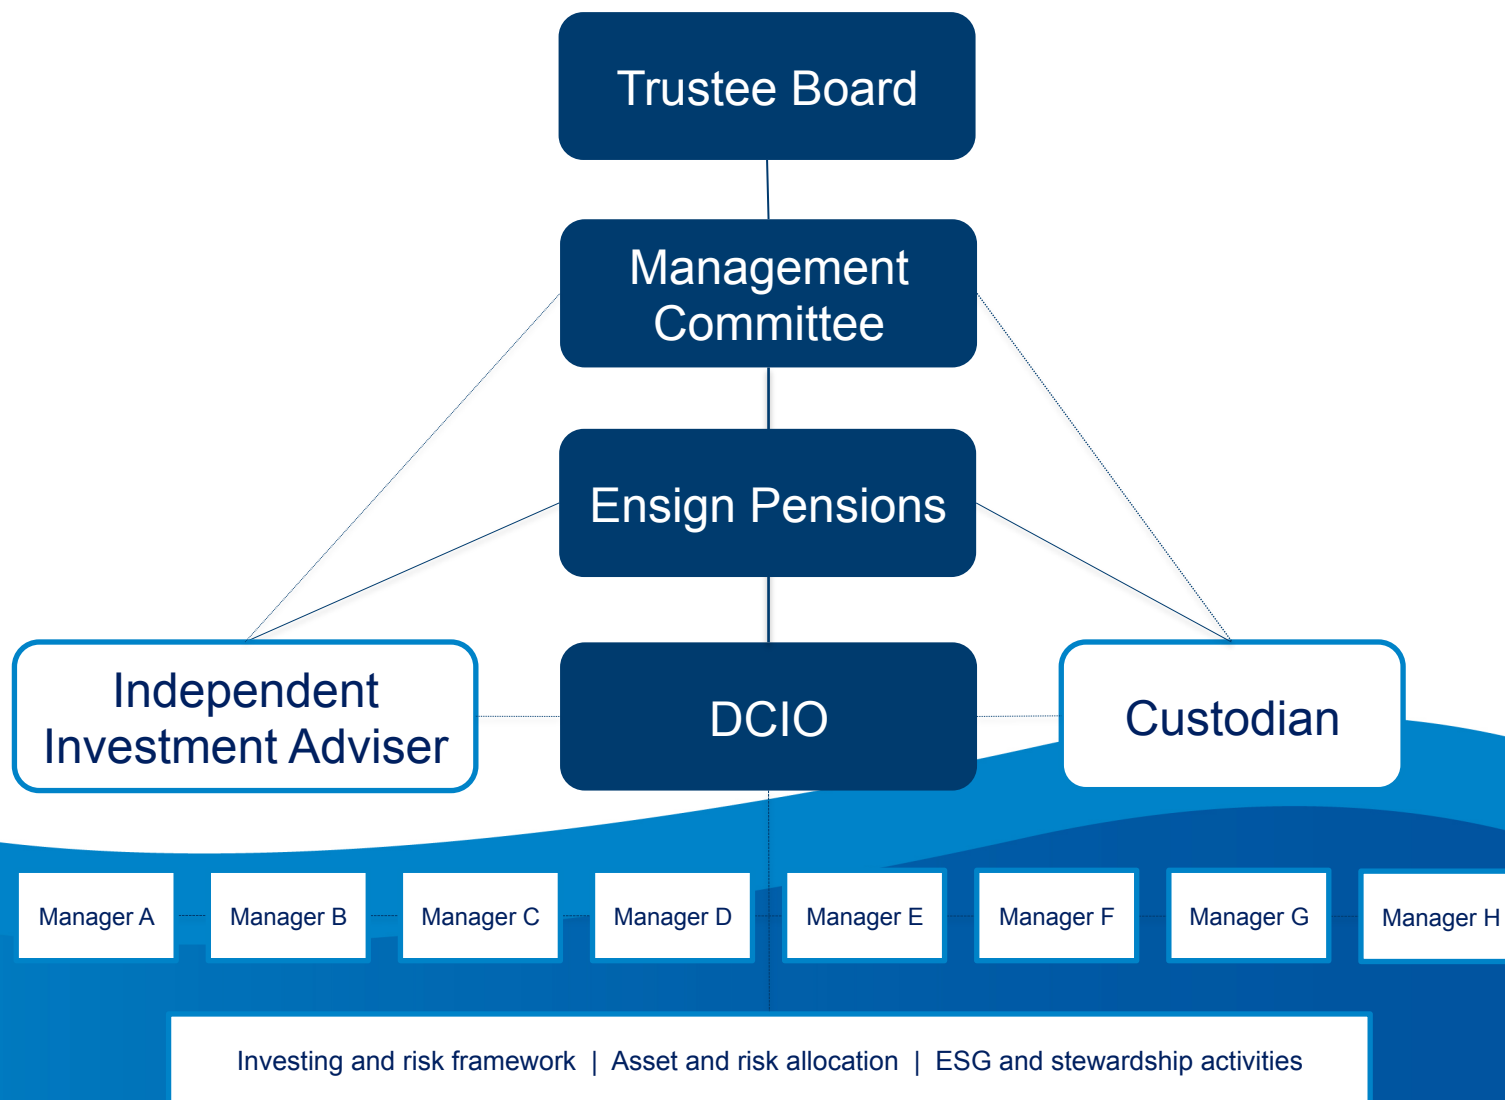 Trustee Board
Management
Committee
Ensign Pensions
Independent
Investment Adviser
DCIO
Custodian
Manager A
Manager B
Manager C
Manager D
Manager E
Manager F
Manager G
Manager H
Investing and risk framework | Asset and risk allocation | ESG and stewardship activities